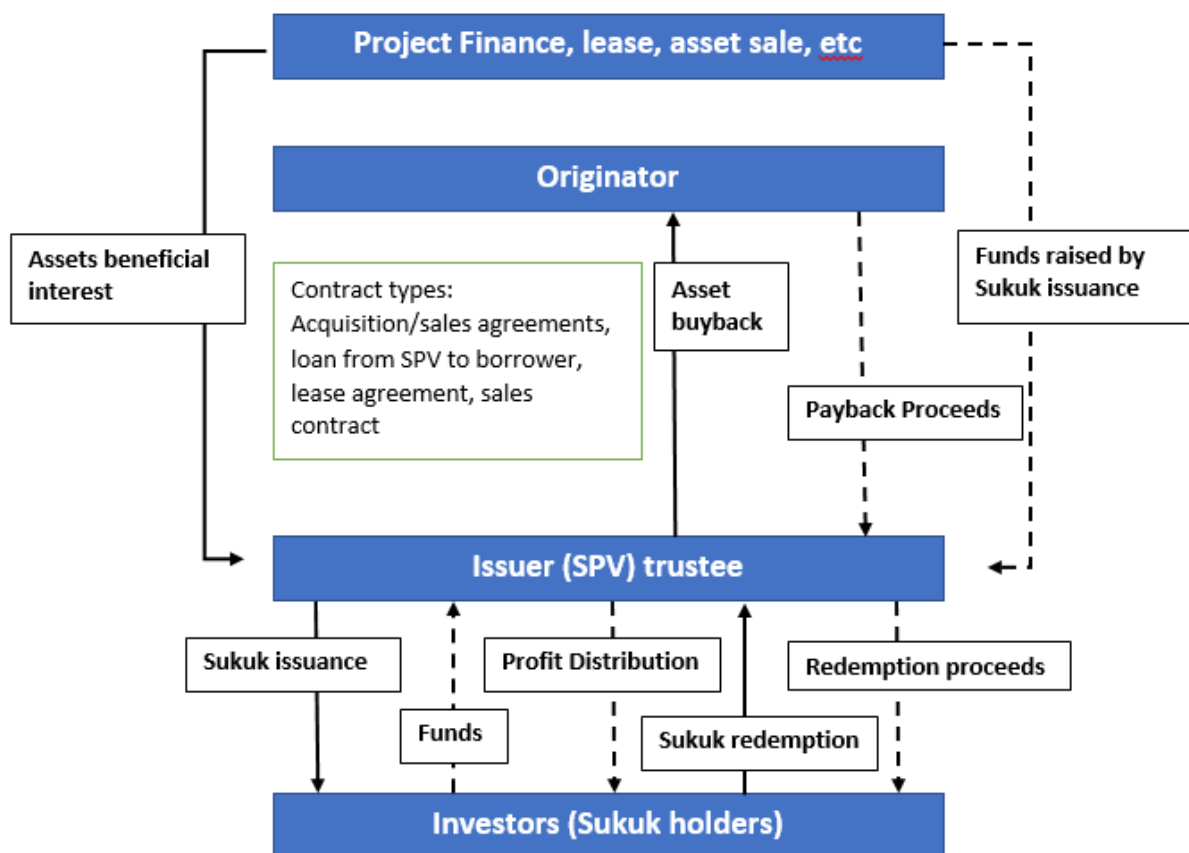 Project Finance, lease, asset sale, etc
Originator
Assets beneficial
interest
Contract types:
Acquisition/sales agreements,
loan from SPV to borrower,
lease agreement, sales
contract
Asset
buyback
Funds raised by
Sukuk issuance
Payback Proceeds
Issuer (SPV) trustee
Sukuk issuance
Profit Distribution
Redemption proceeds
Funds
Sukuk redemption
Investors (Sukuk holders)